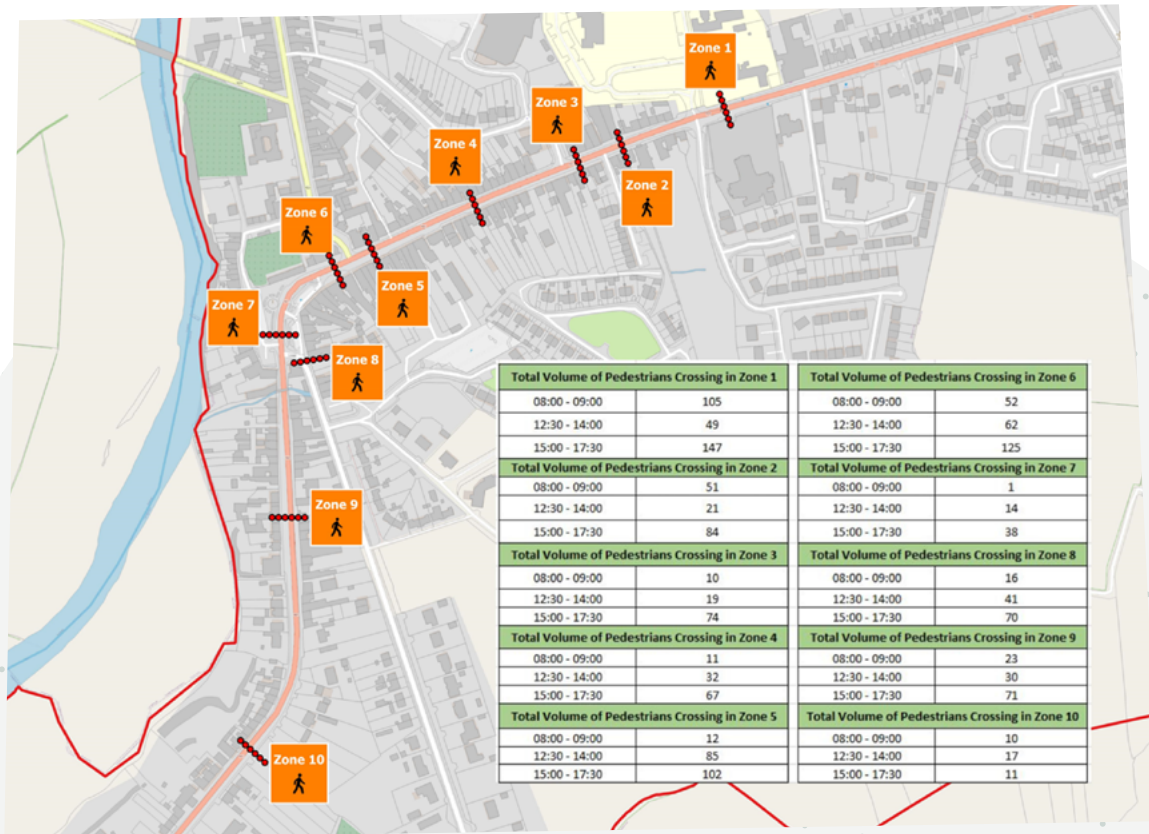 Zone 1
Zone 3
Zone 4
Zone 2
Zone 6
Zone 5
Zone 7
Zone 8
Zone 9
Zone 10
Total Volume of Pedestrians Crossing in Zone 1
08:00 - 09:00 105
12:30 - 14:00 49
15:00 - 17:30 147
Total Volume of Pedestrians Crossing in Zone 2
08:00 - 09:00 51
12:30 - 14:00 21
15:00 - 17:30 84
Total Volume of Pedestrians Crossing in Zone 3
08:00 - 09:00 10
12:30 - 14:00 19
15:00 - 17:30 74
Total Volume of Pedestrians Crossing in Zone 4
08:00 - 09:00 11
12:30 - 14:00 32
15:00 - 17:30 67
Total Volume of Pedestrians Crossing in Zone 5
08:00 - 09:00 12
12:30 - 14:00 85
15:00 - 17:30 102
Total Volume of Pedestrians Crossing in Zone 6
08:00 - 09:00 52
12:30 - 14:00 62
15:00 - 17:30 125
Total Volume of Pedestrians Crossing in Zone 7
08:00 - 09:00 1
12:30 - 14:00 14
15:00 - 17:30 38
Total Volume of Pedestrians Crossing in Zone 8
08:00 - 09:00 16
12:30 - 14:00 41
15:00 - 17:30 70
Total Volume of Pedestrians Crossing in Zone 9
08:00 - 09:00 23
12:30 - 14:00 30
15:00 - 17:30 71
Total Volume of Pedestrians Crossing in Zone 10
08:00 - 09:00 10
12:30 - 14:00 17
15:00 - 17:30 11